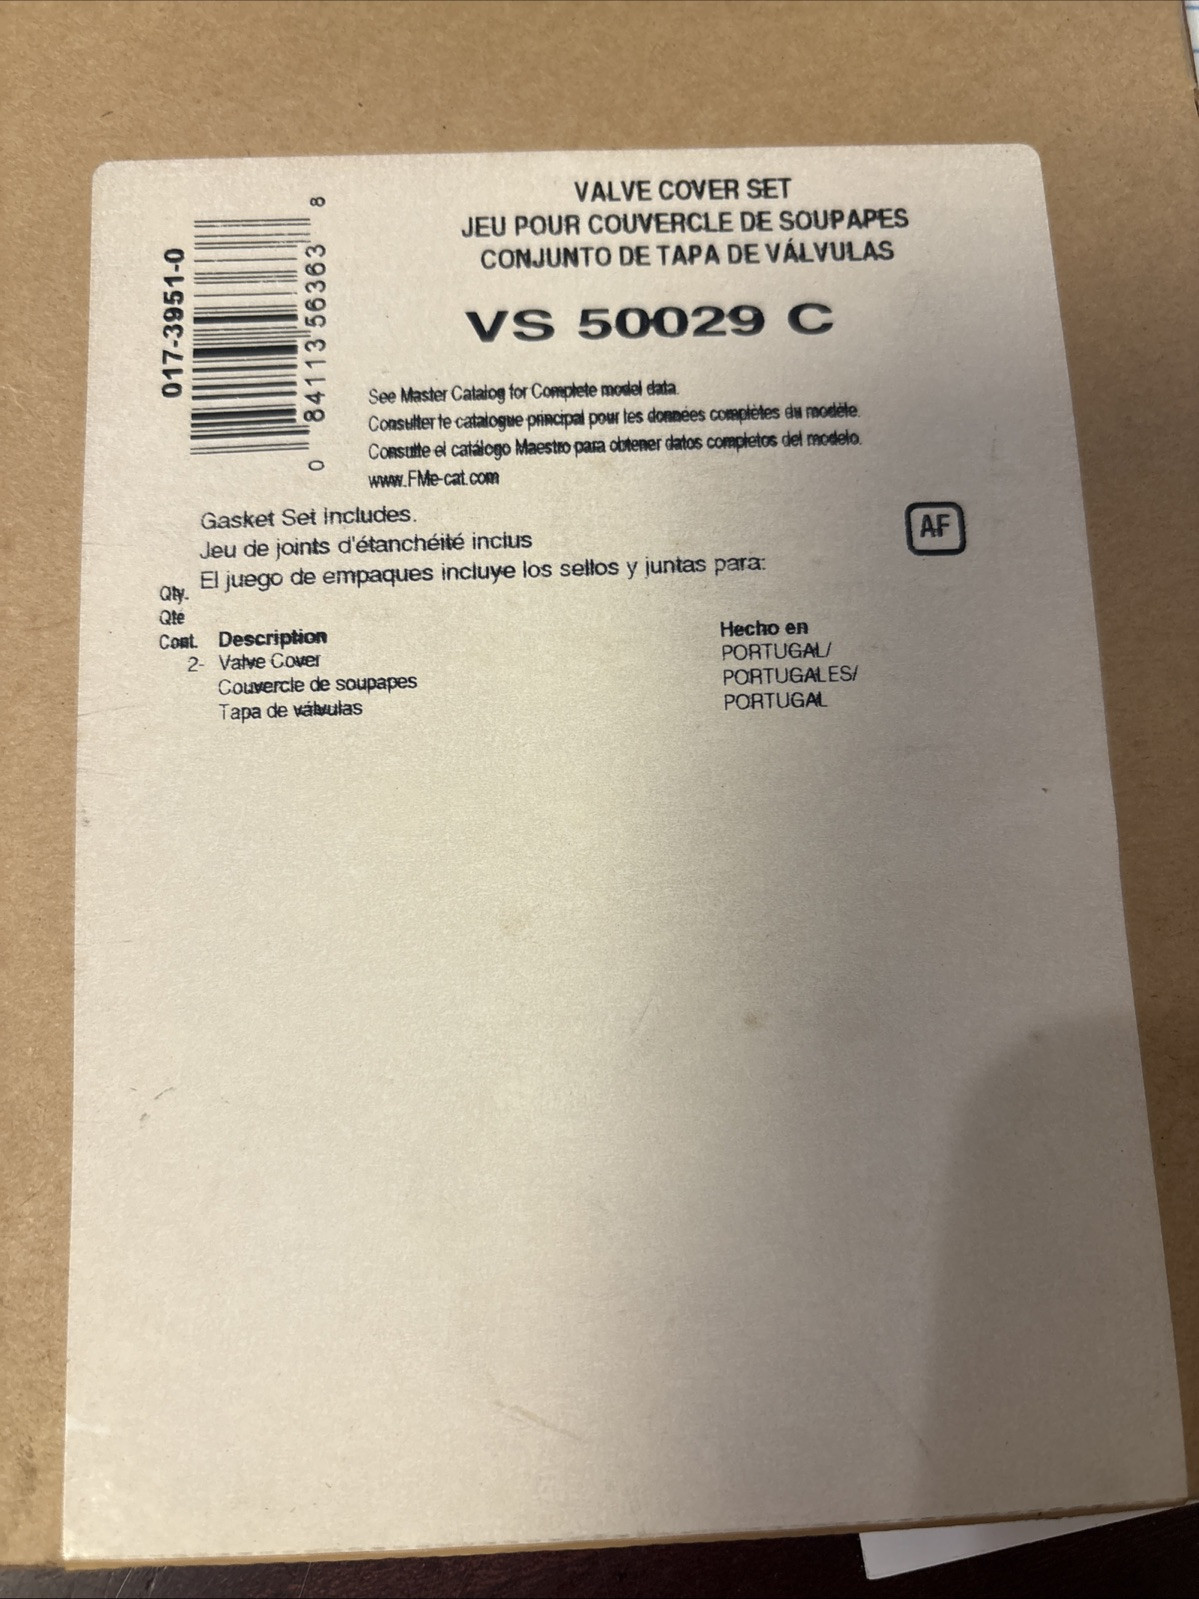 VALVE COVER SET
JEU POUR COUVERCLE DE SOUPAPES
CONJUNTO DE TAPA DE VÁLVULAS
017-3951-0
0 84113 56363 8
VS 50029 C
See Master Catalog for Complete model data.
Consulter le catalogue principal pour les données complètes du modèle.
Consulte el catálogo Maestro para obtener datos completos del modelo.
www.FMe-cat.com
Gasket Set Includes.
Jeu de joints d'étanchéité inclus
El juego de empaques incluye los sellos y juntas para:
AF
Qty.
Qté
Cont. Description
2- Valve Cover
Couvercle de soupapes
Tapa de válvulas
Hecho en
PORTUGAL/
PORTUGALES/
PORTUGAL